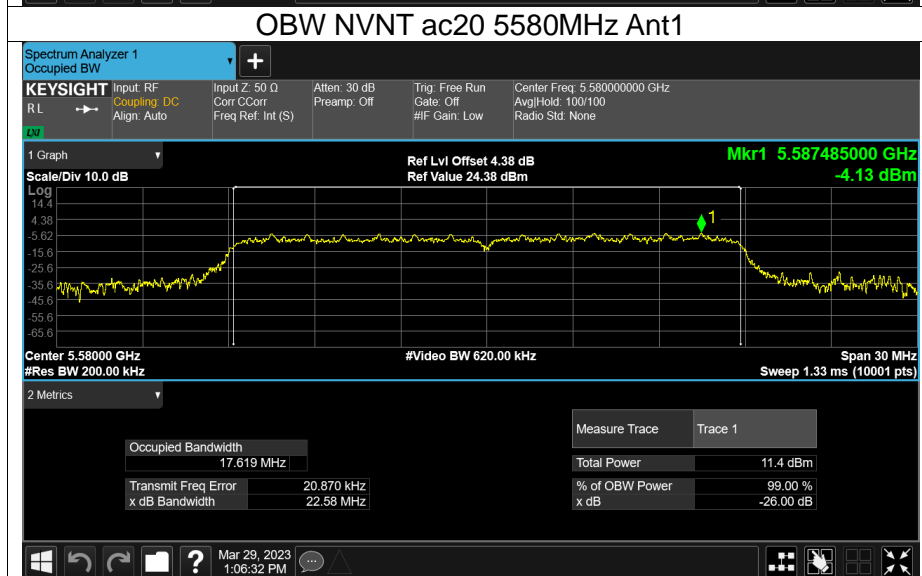 OBW NVNT ac20 5580MHz Ant1
Spectrum Analyzer 1
Occupied BW
+
KEYSIGHT Input: RF Input Z: 50 Ω Atten: 30 dB Trig: Free Run Center Freq: 5.580000000 GHz
R L Coupling: DC Corr CCorr Preamp: Off Gate: Off Avg|Hold: 100/100
Align: Auto Freq Ref: Int (S) #IF Gain: Low Radio Std: None
LXI
1 Graph Ref Lvl Offset 4.38 dB Mkr1 5.587485000 GHz
Scale/Div 10.0 dB Ref Value 24.38 dBm -4.13 dBm
Log
14.4
4.38
1
-5.62
-15.6
-25.6
-35.6
-45.6
-55.6
-65.6
Center 5.58000 GHz #Video BW 620.00 kHz Span 30 MHz
#Res BW 200.00 kHz Sweep 1.33 ms (10001 pts)
2 Metrics
Measure Trace Trace 1
Occupied Bandwidth
17.619 MHz Total Power 11.4 dBm
Transmit Freq Error 20.870 kHz % of OBW Power 99.00 %
x dB Bandwidth 22.58 MHz x dB -26.00 dB
? Mar 29, 2023
1:06:32 PM